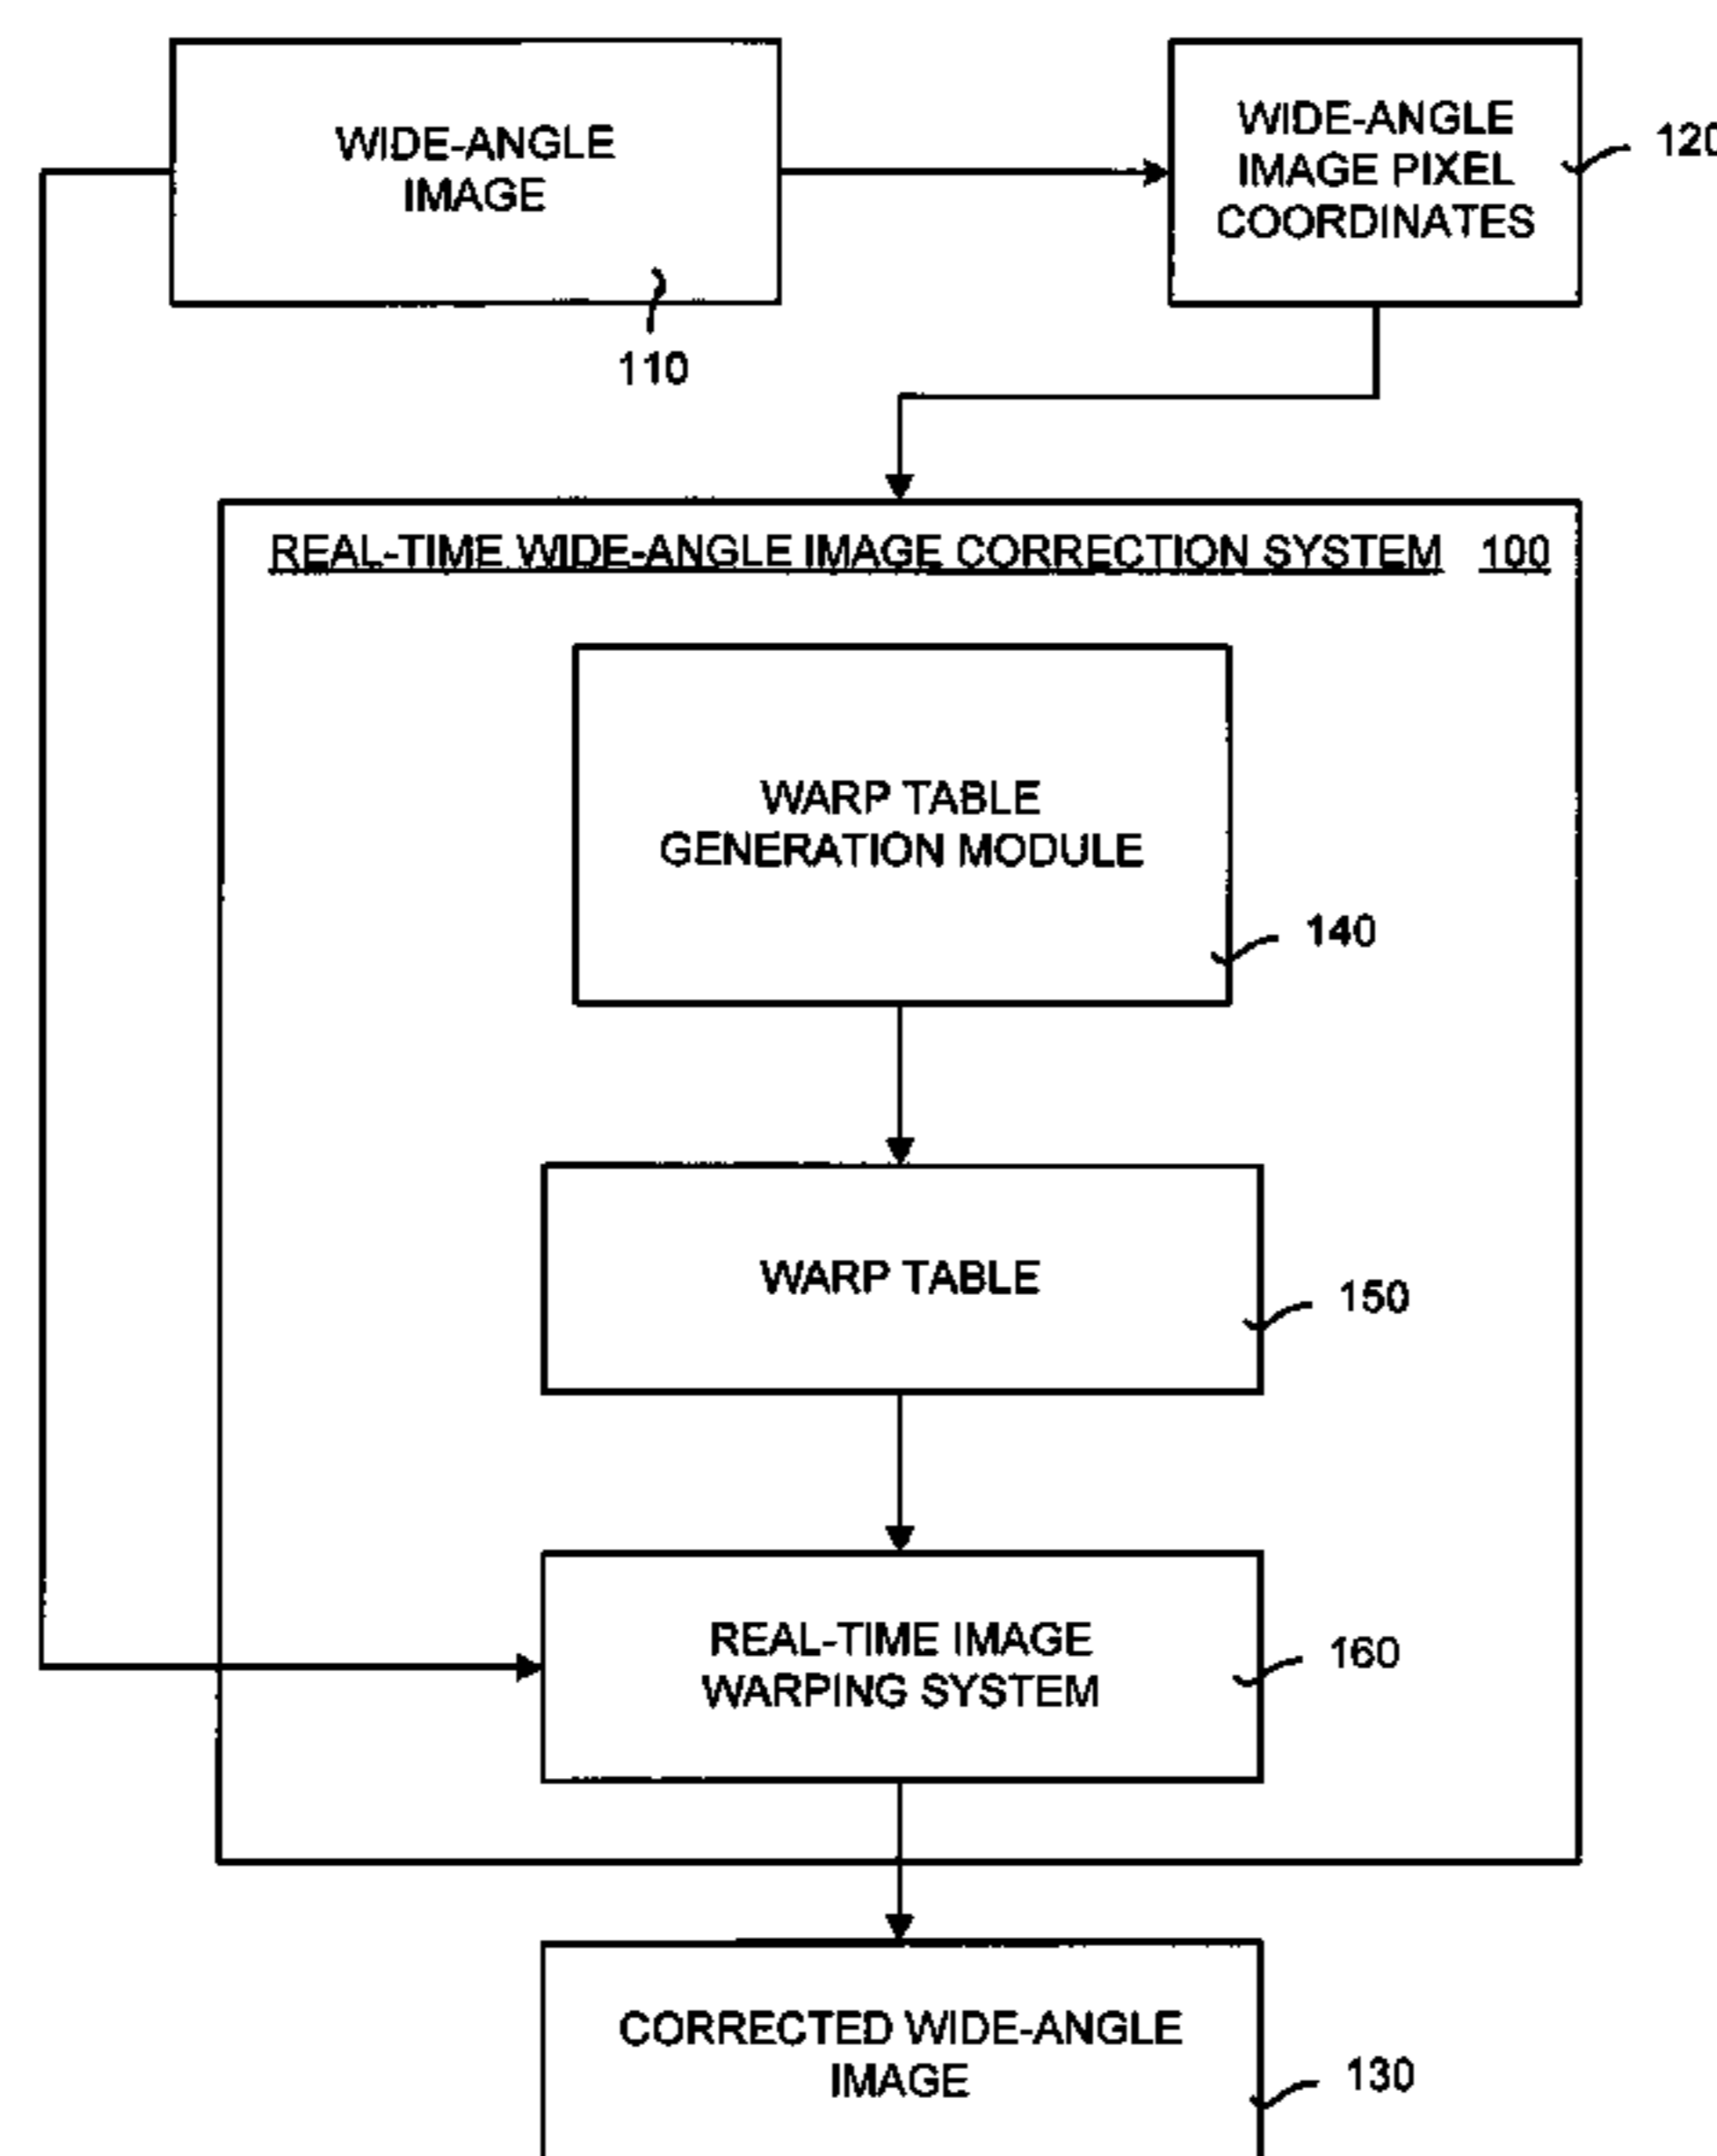 WIDE-ANGLE
IMAGE
110
WIDE-ANGLE
IMAGE PIXEL
COORDINATES
120
REAL-TIME WIDE-ANGLE IMAGE CORRECTION SYSTEM 100
WARP TABLE
GENERATION MODULE
140
WARP TABLE
150
REAL-TIME IMAGE
WARPING SYSTEM
160
CORRECTED WIDE-ANGLE
IMAGE
130